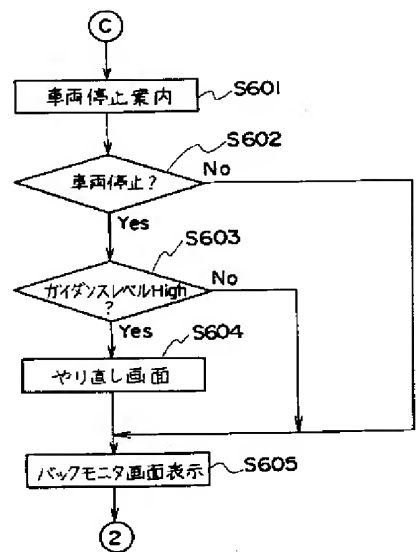 C
車両停止案内
S601
S602
車両停止?
No
Yes
S603
ガイダンスレベルHigh
?
No
Yes
S604
やり直し画面
バックモニタ画面表示
S605
2